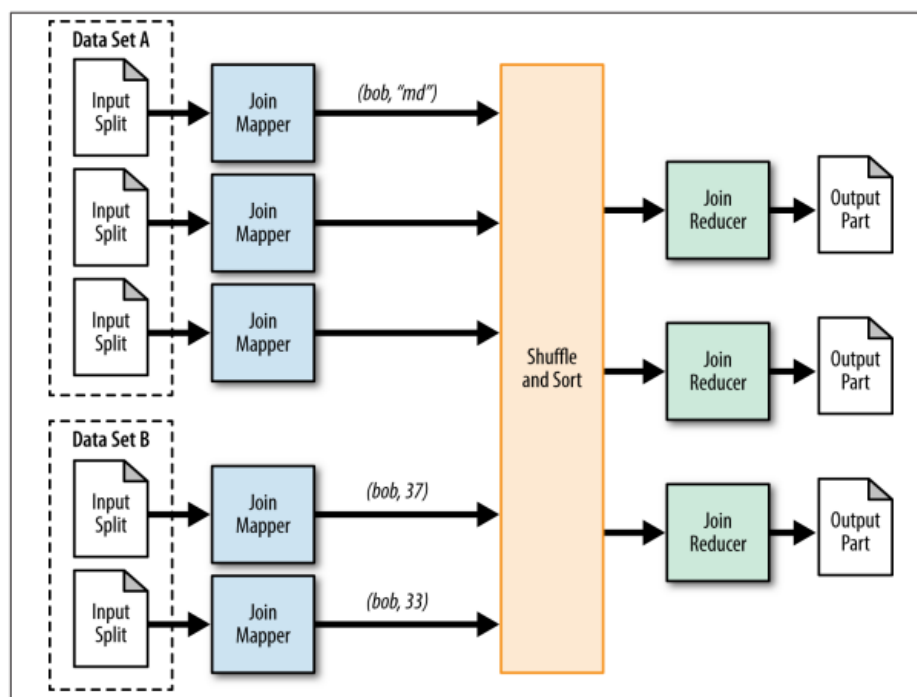 Data Set A
Input
Split
Join
Mapper
(bob, “md”)
Input
Split
Join
Mapper
Input
Split
Join
Mapper
Data Set B
Input
Split
Join
Mapper
(bob, 37)
Input
Split
Join
Mapper
(bob, 33)
Shuffle
and Sort
Join
Reducer
Output
Part
Join
Reducer
Output
Part
Join
Reducer
Output
Part